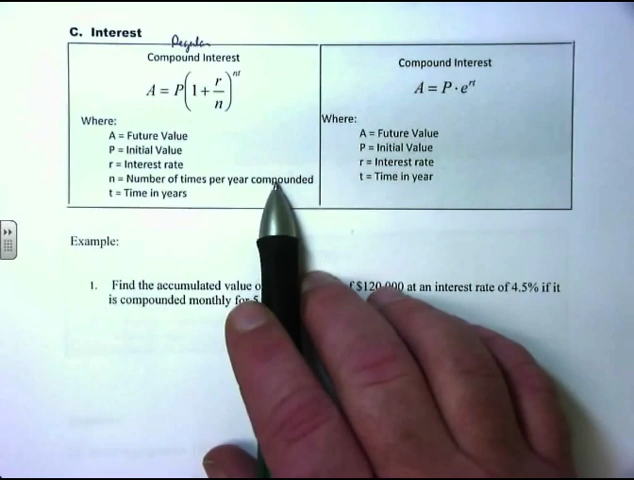 C. Interest
Regular
Compound Interest
A = P(1 + r/n)^nt
Where:
A = Future Value
P = Initial Value
r = Interest rate
n = Number of times per year compounded
t = Time in years
Compound Interest
A = P · e^rt
Where:
A = Future Value
P = Initial Value
r = Interest rate
t = Time in year
Example:
1. Find the accumulated value $120,000 at an interest rate of 4.5% if it
is compounded monthly for 5